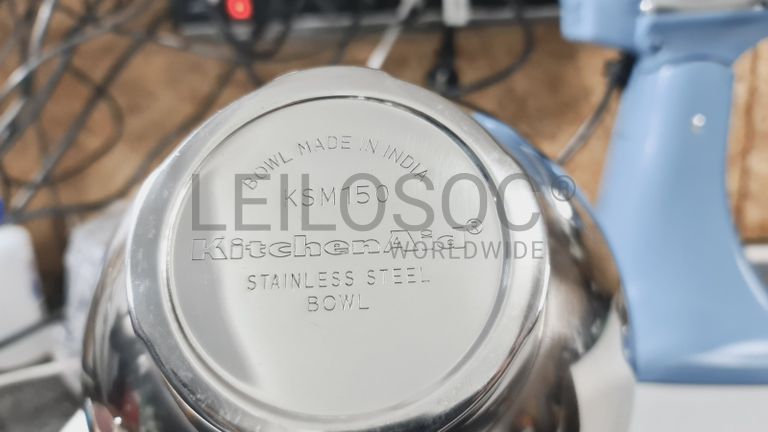 BOWL MADE IN INDIA
KSM150
LEILOSOC®
KitchenAid®
WORLDWIDE
STAINLESS STEEL
BOWL